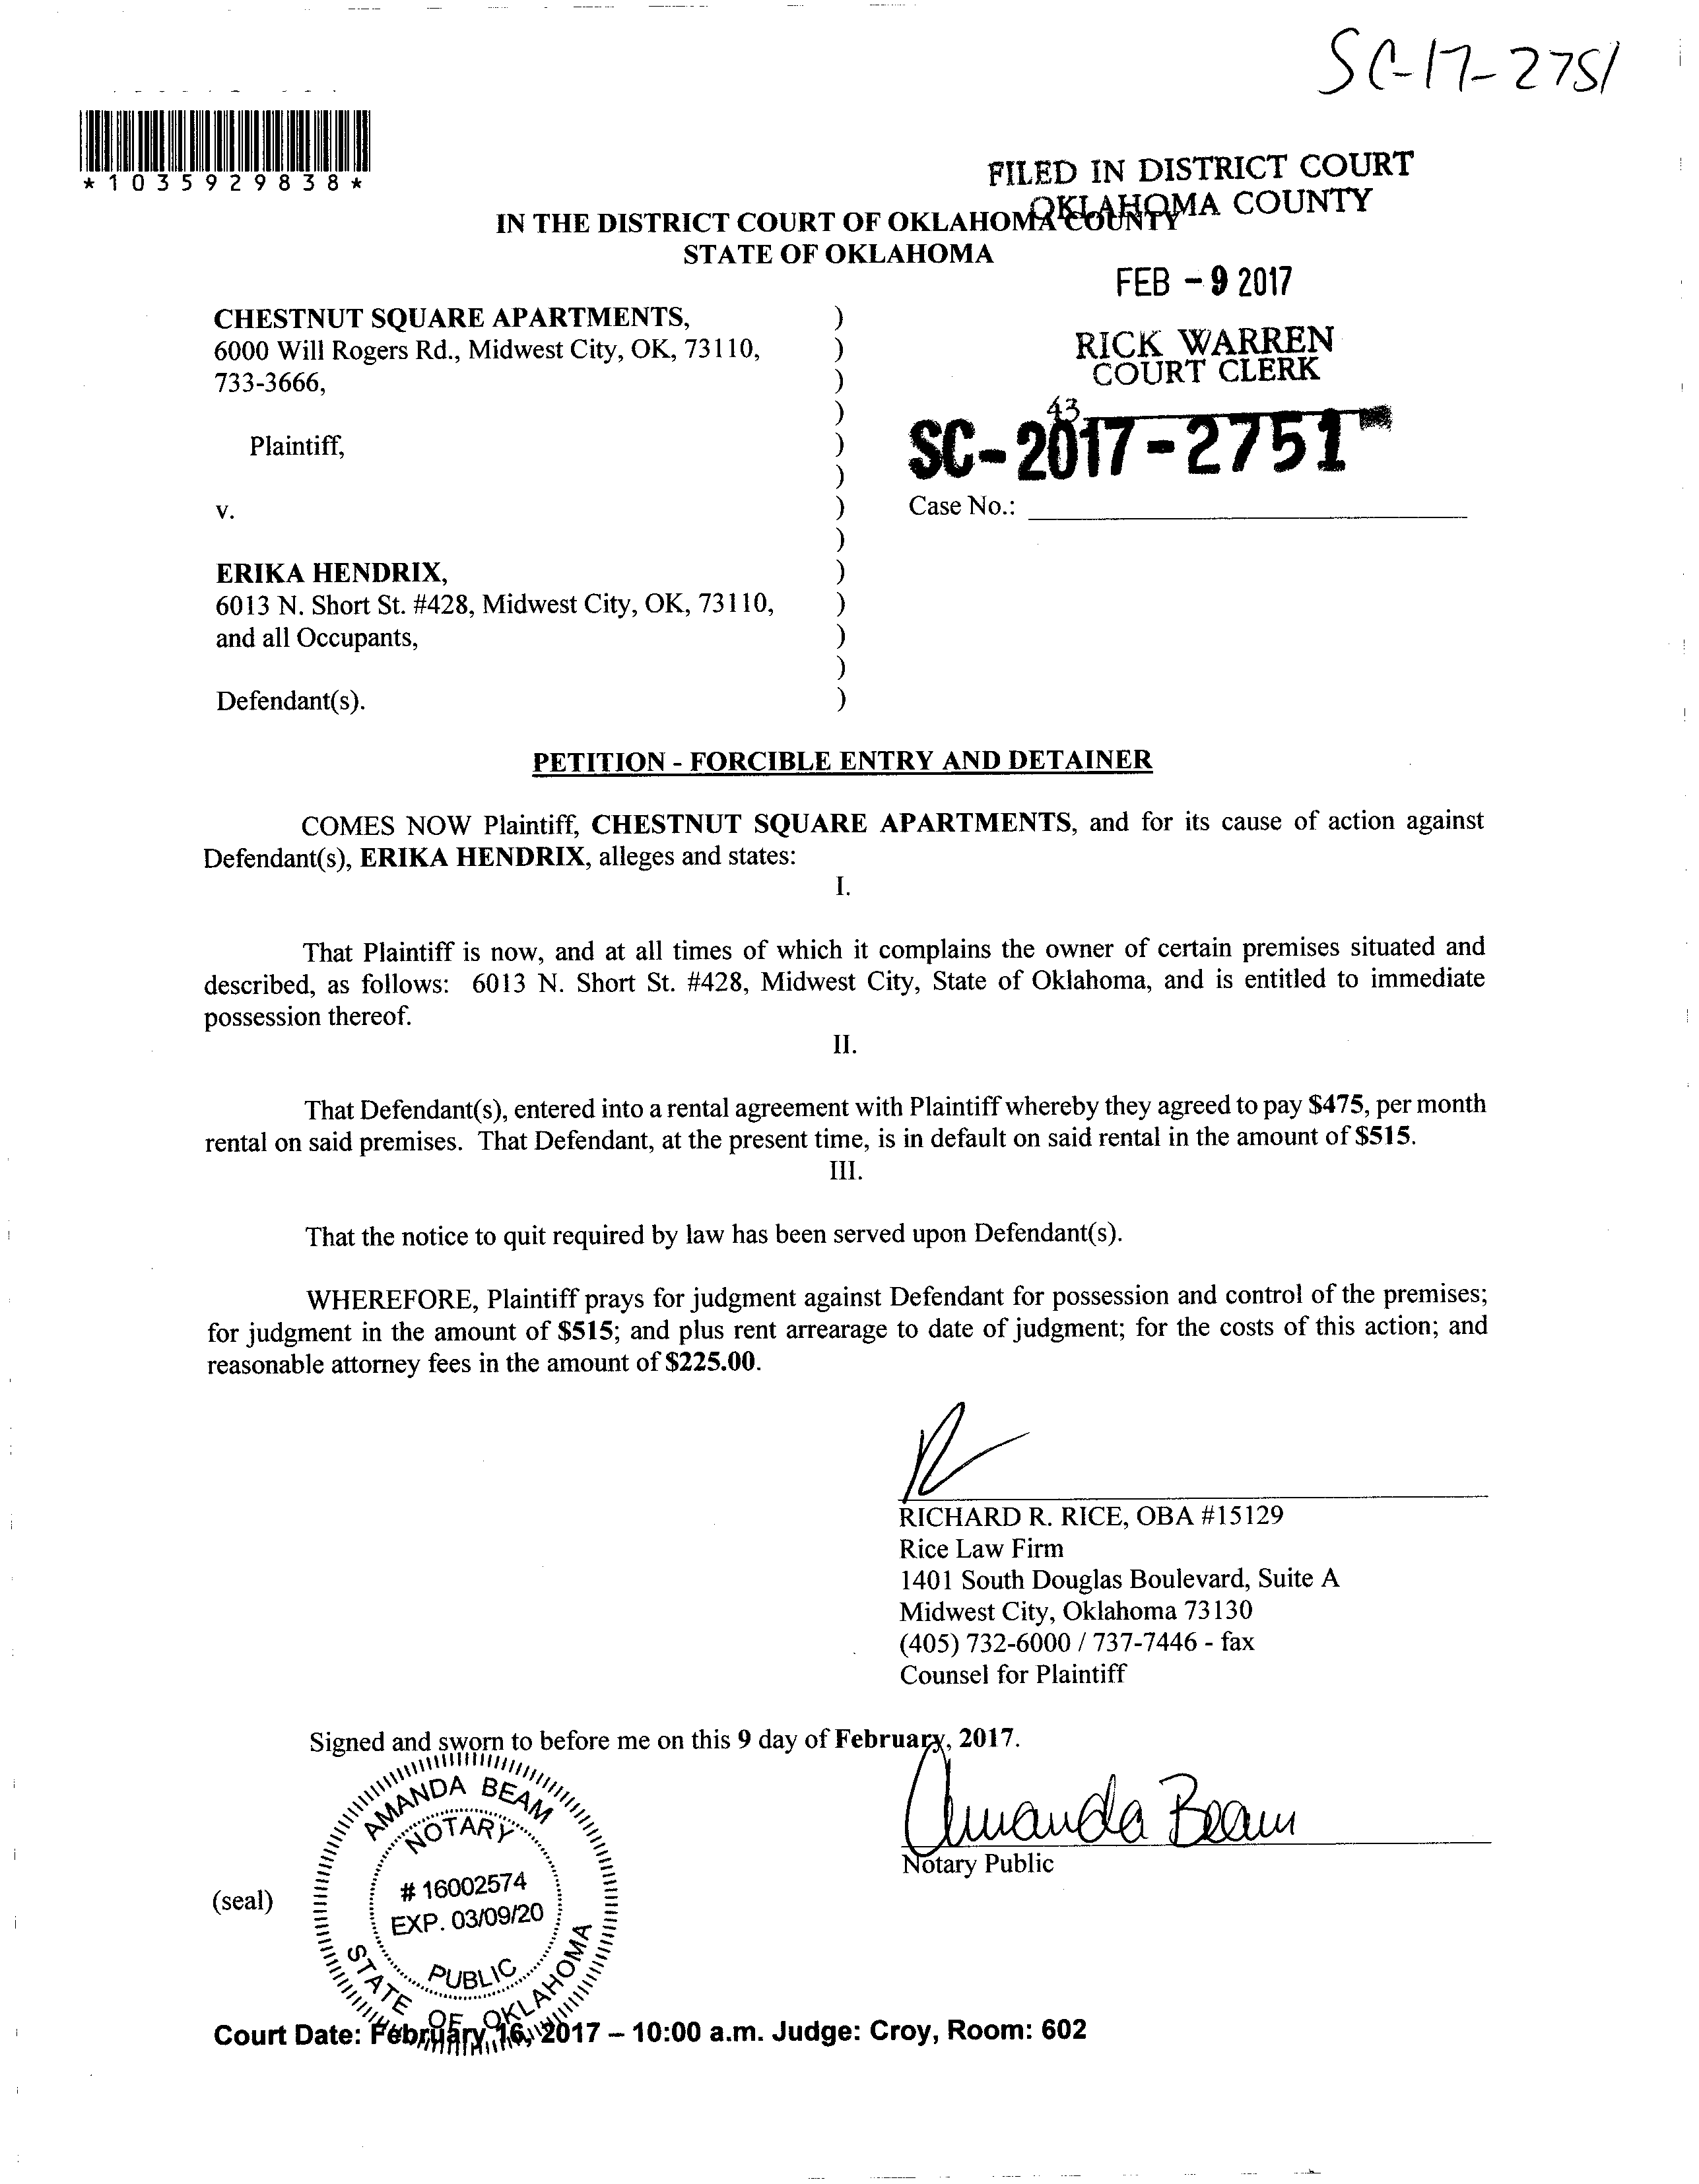 SC-17-2751
*1035929838*
FILED IN DISTRICT COURT
OKLAHOMA COUNTY
IN THE DISTRICT COURT OF OKLAHOMA COUNTY
STATE OF OKLAHOMA
FEB - 9 2017
CHESTNUT SQUARE APARTMENTS, )
6000 Will Rogers Rd., Midwest City, OK, 73110, )
733-3666, )
)
Plaintiff, )
)
v. )
)
ERIKA HENDRIX, )
6013 N. Short St. #428, Midwest City, OK, 73110, )
and all Occupants, )
)
Defendant(s). )
RICK WARREN
COURT CLERK
43
SC-2017-2751
Case No.:
PETITION - FORCIBLE ENTRY AND DETAINER
COMES NOW Plaintiff, CHESTNUT SQUARE APARTMENTS, and for its cause of action against
Defendant(s), ERIKA HENDRIX, alleges and states:
I.
That Plaintiff is now, and at all times of which it complains the owner of certain premises situated and
described, as follows: 6013 N. Short St. #428, Midwest City, State of Oklahoma, and is entitled to immediate
possession thereof.
II.
That Defendant(s), entered into a rental agreement with Plaintiff whereby they agreed to pay $475, per month
rental on said premises. That Defendant, at the present time, is in default on said rental in the amount of $515.
III.
That the notice to quit required by law has been served upon Defendant(s).
WHEREFORE, Plaintiff prays for judgment against Defendant for possession and control of the premises;
for judgment in the amount of $515; and plus rent arrearage to date of judgment; for the costs of this action; and
reasonable attorney fees in the amount of $225.00.
RICHARD R. RICE, OBA #15129
Rice Law Firm
1401 South Douglas Boulevard, Suite A
Midwest City, Oklahoma 73130
(405) 732-6000 / 737-7446 - fax
Counsel for Plaintiff
Signed and sworn to before me on this 9 day of February, 2017.
Amanda Beam
Notary Public
(seal)
AMANDA BEAM
NOTARY
# 16002574
EXP. 03/09/20
PUBLIC
STATE OF OKLAHOMA
Court Date: February 16, 2017 – 10:00 a.m. Judge: Croy, Room: 602